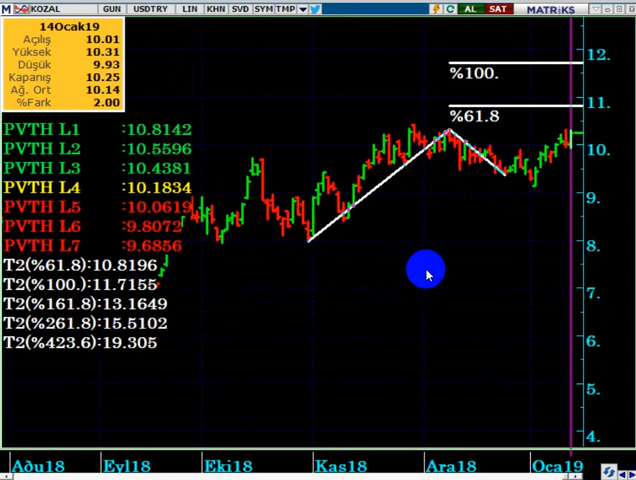 M KOZAL GUN USDTRY LIN KHN SVD SYM TMP AL SAT MATRiKS
14Ocak19
Açılış 10.01
Yüksek 10.31
Düşük 9.93
Kapanış 10.25
Ağ. Ort 10.14
%Fark 2.00
PVTH L1 :10.8142
PVTH L2 :10.5596
PVTH L3 :10.4381
PVTH L4 :10.1834
PVTH L5 :10.0619
PVTH L6 :9.8072
PVTH L7 :9.6856
T2(%61.8):10.8196
T2(%100.):11.7155
T2(%161.8):13.1649
T2(%261.8):15.5102
T2(%423.6):19.305
%100.
%61.8
12.
11.
10.
9.
8.
7.
6.
5.
4.
Aðu18 Eyl18 Eki18 Kas18 Ara18 Oca19